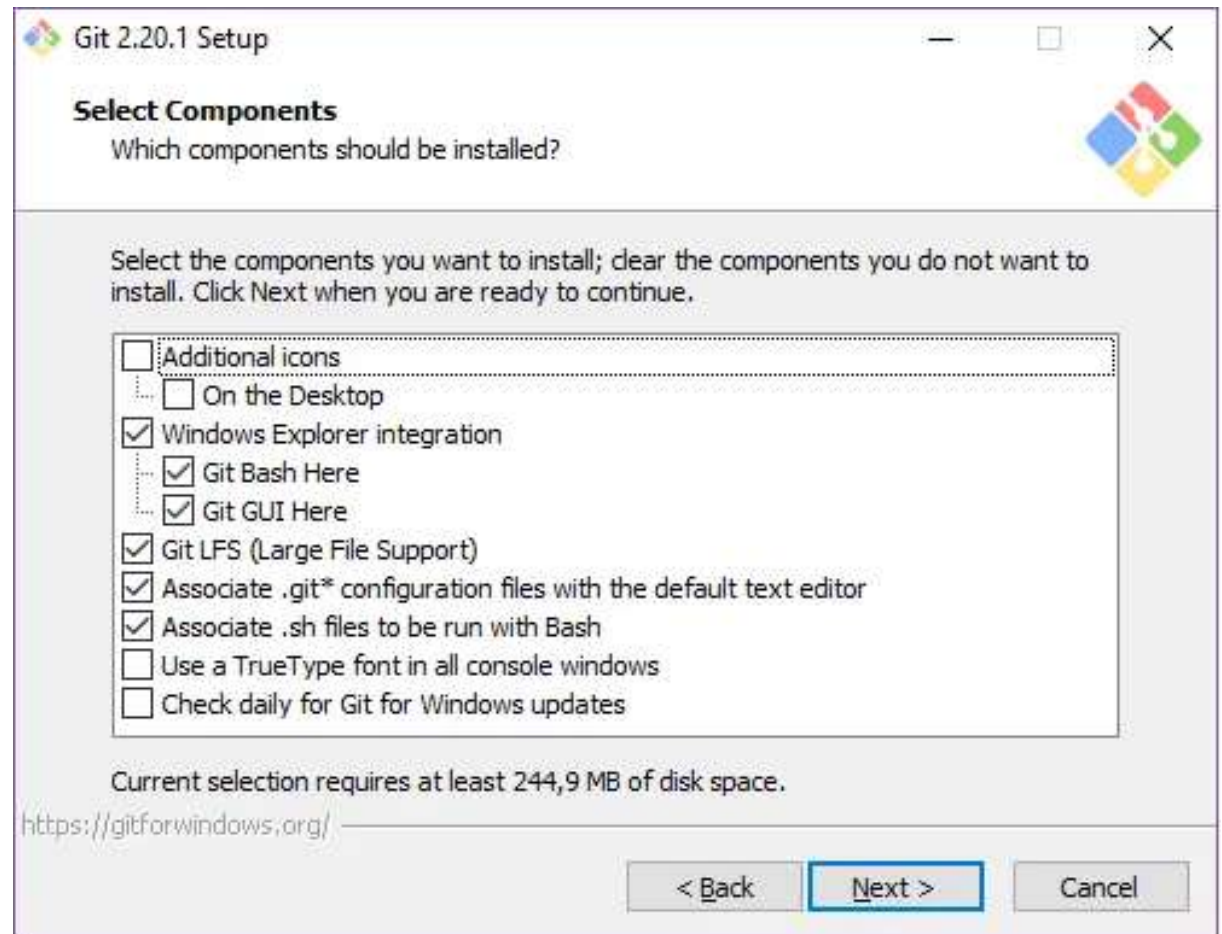 Git 2.20.1 Setup
Select Components
Which components should be installed?
Select the components you want to install; clear the components you do not want to
install. Click Next when you are ready to continue.
Additional icons
On the Desktop
Windows Explorer integration
Git Bash Here
Git GUI Here
Git LFS (Large File Support)
Associate .git* configuration files with the default text editor
Associate .sh files to be run with Bash
Use a TrueType font in all console windows
Check daily for Git for Windows updates
Current selection requires at least 244,9 MB of disk space.
https://gitforwindows.org/
< Back
Next >
Cancel